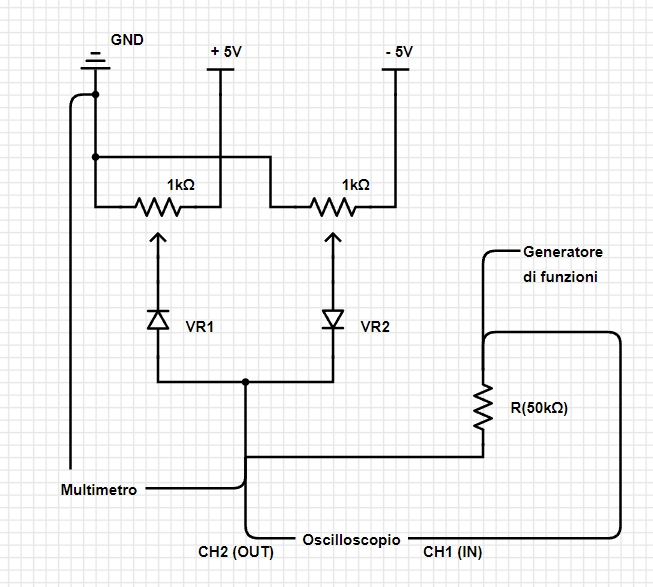 GND
+ 5V
- 5V
1kΩ
1kΩ
Generatore
di funzioni
VR1
VR2
R(50kΩ)
Multimetro
Oscilloscopio
CH2 (OUT)
CH1 (IN)